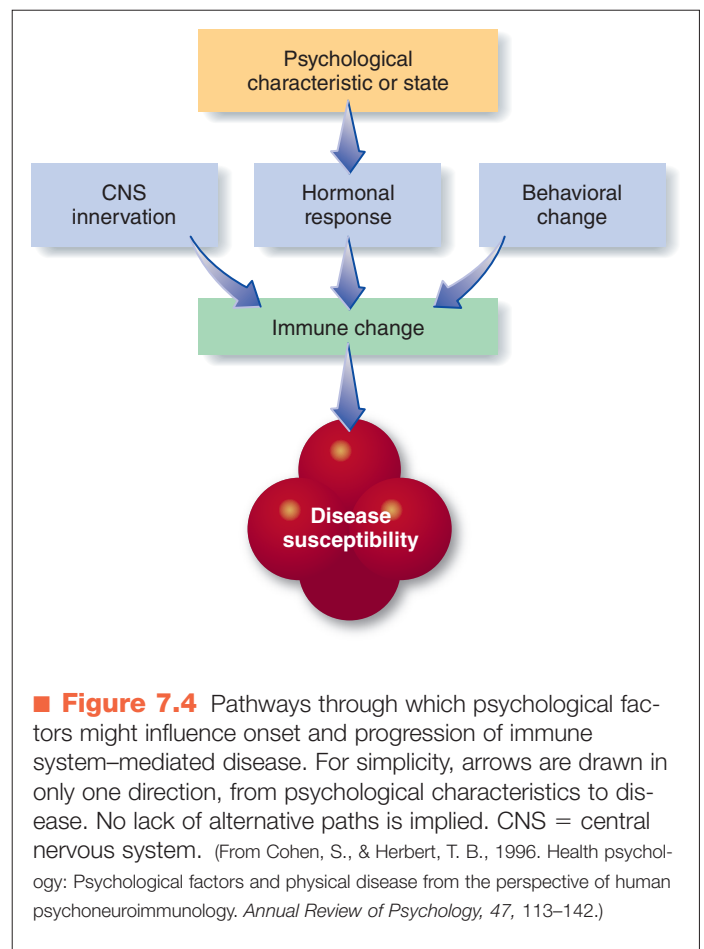 Psychological
characteristic or state
CNS
innervation
Hormonal
response
Behavioral
change
Immune change
Disease
susceptibility
■ Figure 7.4 Pathways through which psychological fac-
tors might influence onset and progression of immune
system–mediated disease. For simplicity, arrows are drawn in
only one direction, from psychological characteristics to dis-
ease. No lack of alternative paths is implied. CNS = central
nervous system. (From Cohen, S., & Herbert, T. B., 1996. Health psychol-
ogy: Psychological factors and physical disease from the perspective of human
psychoneuroimmunology. Annual Review of Psychology, 47, 113–142.)